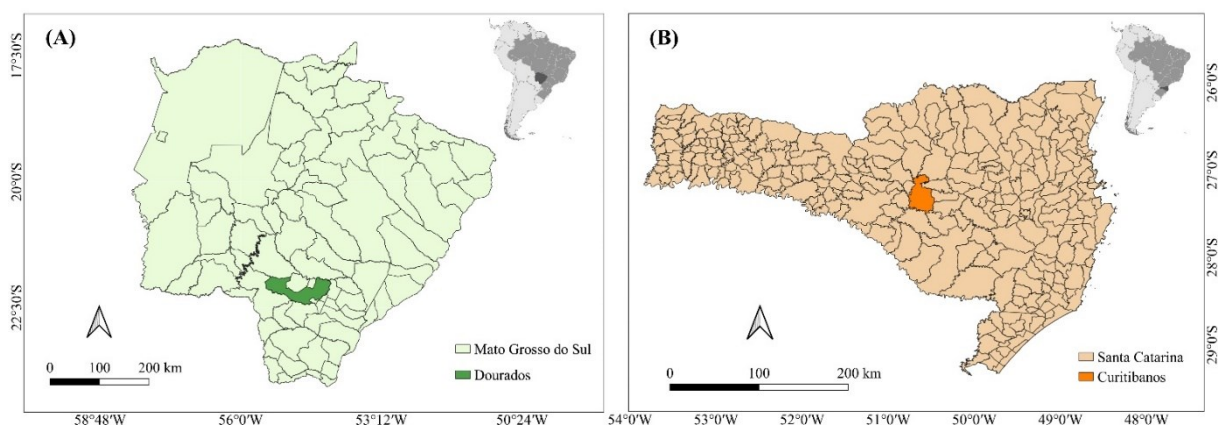 (A)
17°30'S
20°0'S
22°30'S
0 100 200 km
Mato Grosso do Sul
Dourados
58°48'W 56°0'W 53°12'W 50°24'W
(B)
26°0'S
27°0'S
28°0'S
29°0'S
0 100 200 km
Santa Catarina
Curitibanos
54°0'W 53°0'W 52°0'W 51°0'W 50°0'W 49°0'W 48°0'W